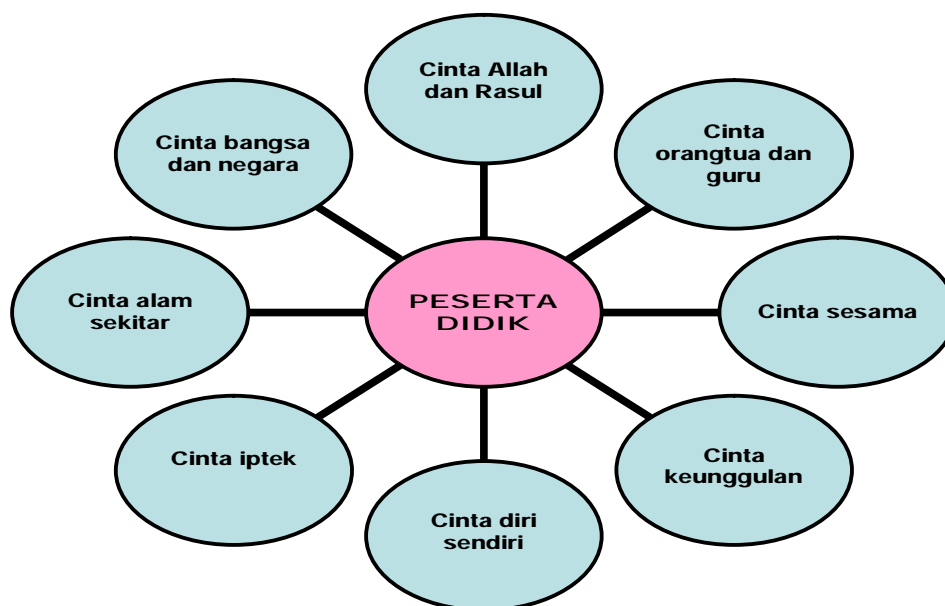 Cinta Allah
dan Rasul
Cinta bangsa
dan negara
Cinta
orangtua dan
guru
Cinta alam
sekitar
PESERTA
DIDIK
Cinta sesama
Cinta iptek
Cinta
keunggulan
Cinta diri
sendiri